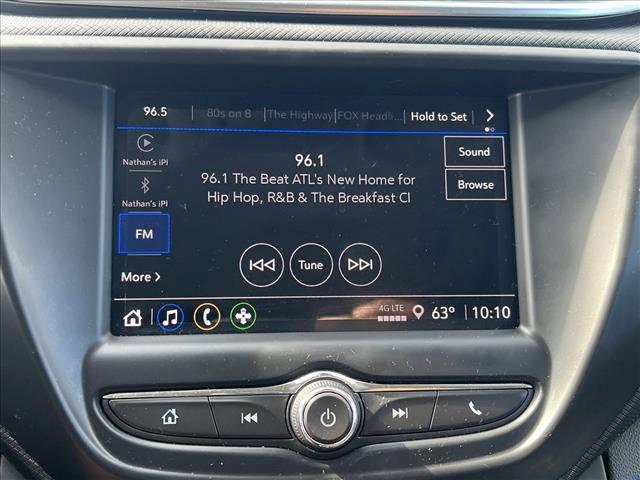 96.5 80s on 8 The Highway FOX Headli... Hold to Set >
Nathan's iPl
96.1
Sound
96.1 The Beat ATL's New Home for
Hip Hop, R&B & The Breakfast Cl
Browse
Nathan's iPl
FM
Tune
More >
4G LTE 63° 10:10